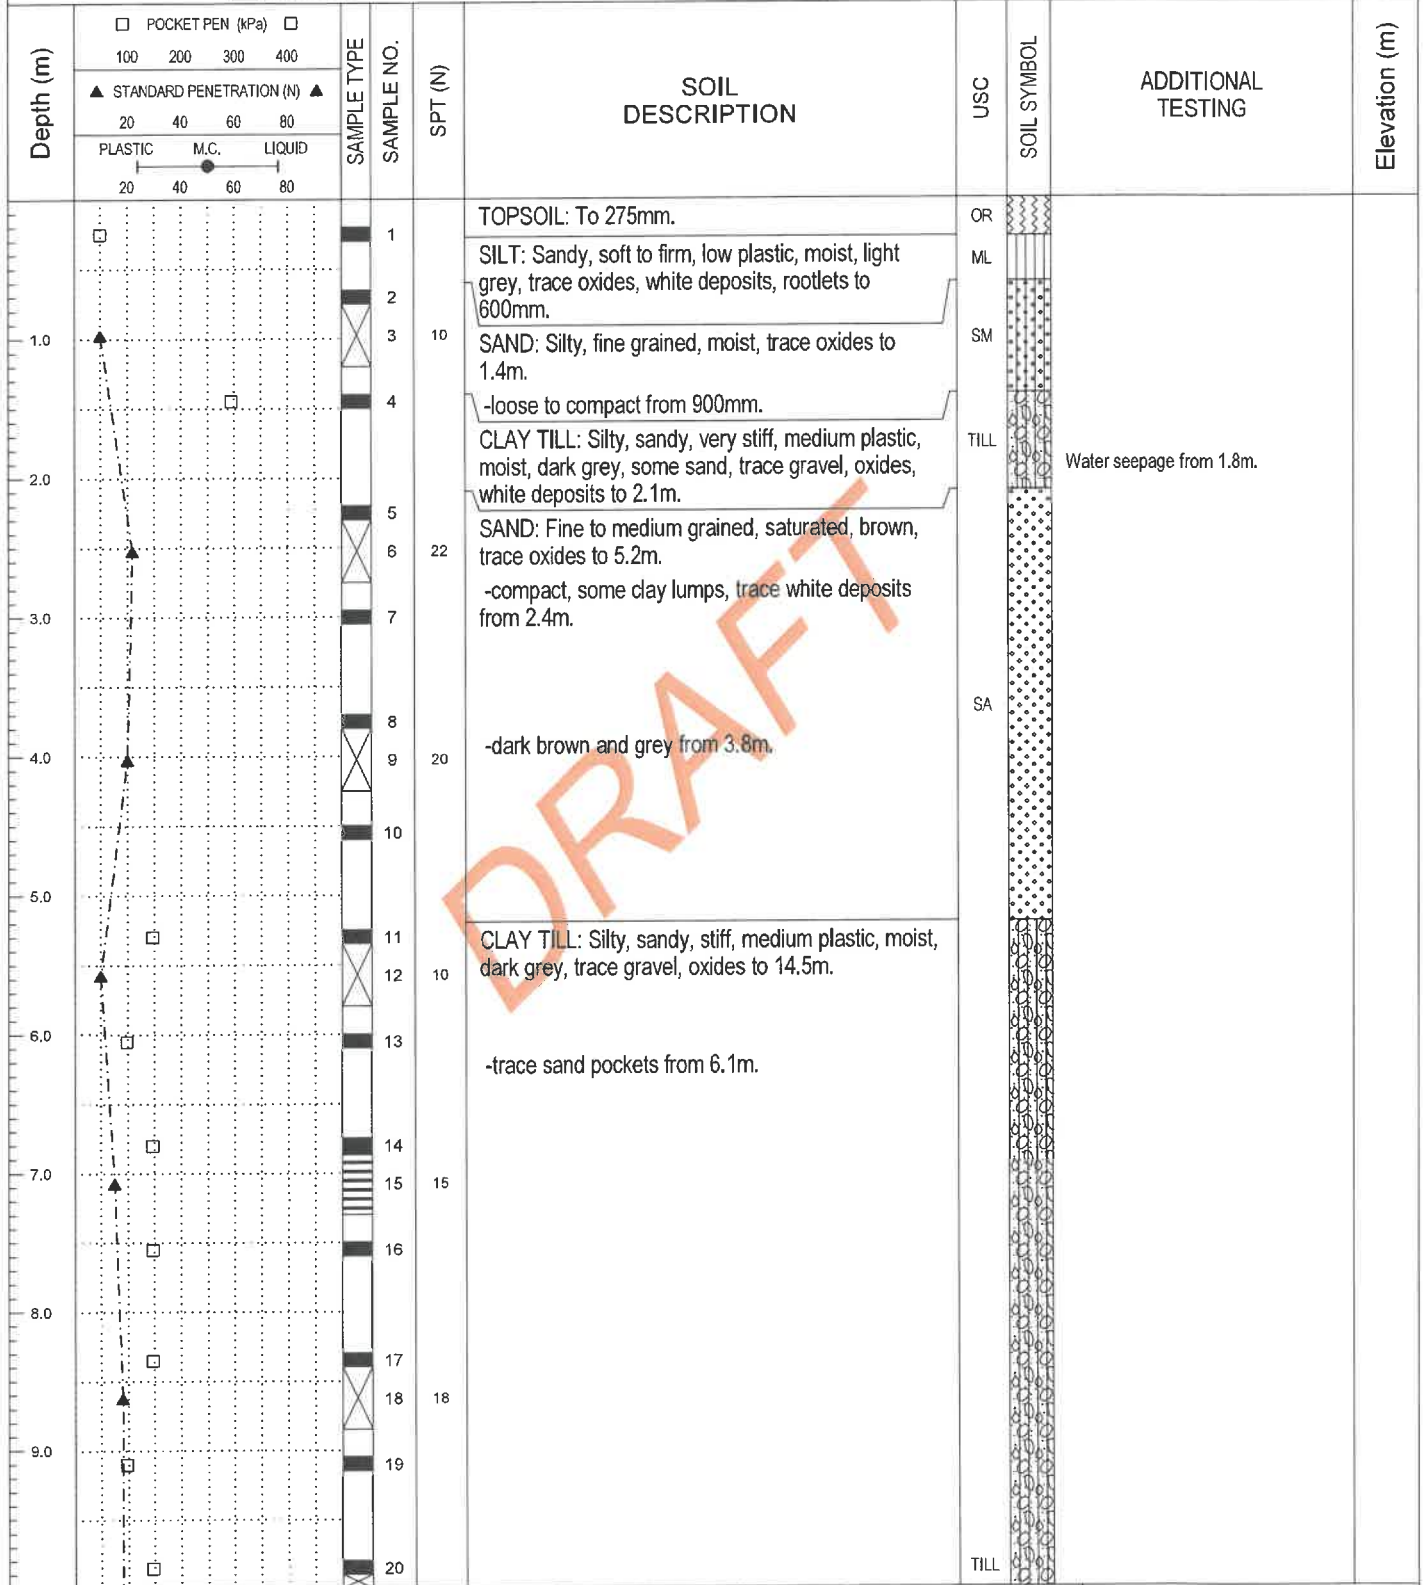 Depth (m)
□ POCKET PEN (kPa) □
100 200 300 400
▲ STANDARD PENETRATION (N) ▲
20 40 60 80
PLASTIC M.C. LIQUID
20 40 60 80
SAMPLE TYPE
SAMPLE NO.
SPT (N)
SOIL
DESCRIPTION
USC
SOIL SYMBOL
ADDITIONAL
TESTING
Elevation (m)
TOPSOIL: To 275mm.
OR
1
SILT: Sandy, soft to firm, low plastic, moist, light
grey, trace oxides, white deposits, rootlets to
600mm.
ML
2
1.0
3
10
SAND: Silty, fine grained, moist, trace oxides to
1.4m.
SM
4
-loose to compact from 900mm.
CLAY TILL: Silty, sandy, very stiff, medium plastic,
moist, dark grey, some sand, trace gravel, oxides,
white deposits to 2.1m.
TILL
Water seepage from 1.8m.
2.0
5
SAND: Fine to medium grained, saturated, brown,
trace oxides to 5.2m.
6
22
-compact, some clay lumps, trace white deposits
from 2.4m.
3.0
7
SA
8
-dark brown and grey from 3.8m.
4.0
9
20
10
DRAFT
5.0
11
CLAY TILL: Silty, sandy, stiff, medium plastic, moist,
dark grey, trace gravel, oxides to 14.5m.
12
10
6.0
13
-trace sand pockets from 6.1m.
14
7.0
15
15
16
8.0
17
18
18
9.0
19
20
TILL